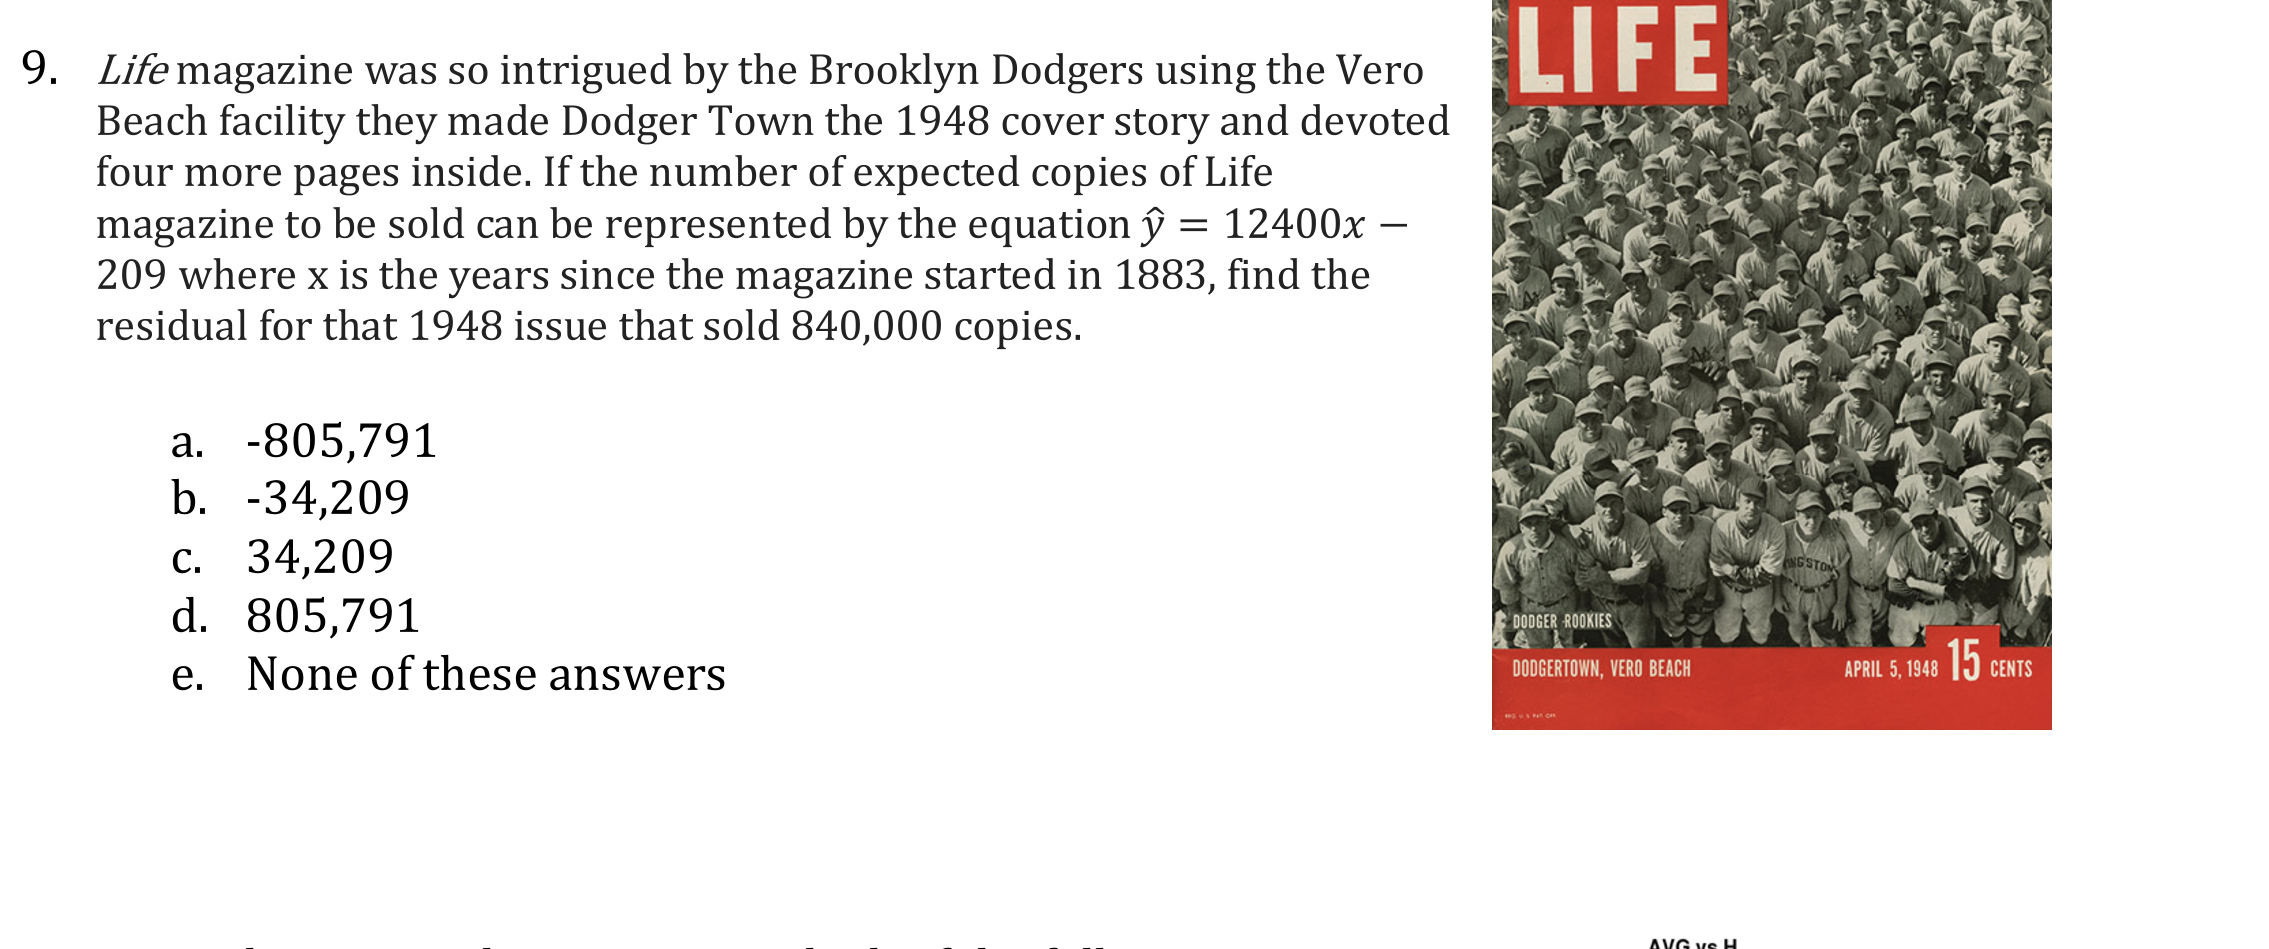 LIFE
9. Life magazine was so intrigued by the Brooklyn Dodgers using the Vero
Beach facility they made Dodger Town the 1948 cover story and devoted
four more pages inside. If the number of expected copies of Life
magazine to be sold can be represented by the equation ŷ = 12400x −
209 where x is the years since the magazine started in 1883, find the
residual for that 1948 issue that sold 840,000 copies.
a. -805,791
b. -34,209
c. 34,209
d. 805,791
e. None of these answers
KINGSTON
DODGER ROOKIES
DODGERTOWN, VERO BEACH
APRIL 5, 1948 15 CENTS
REG. U. S. PAT. OFF.
AVG vs H